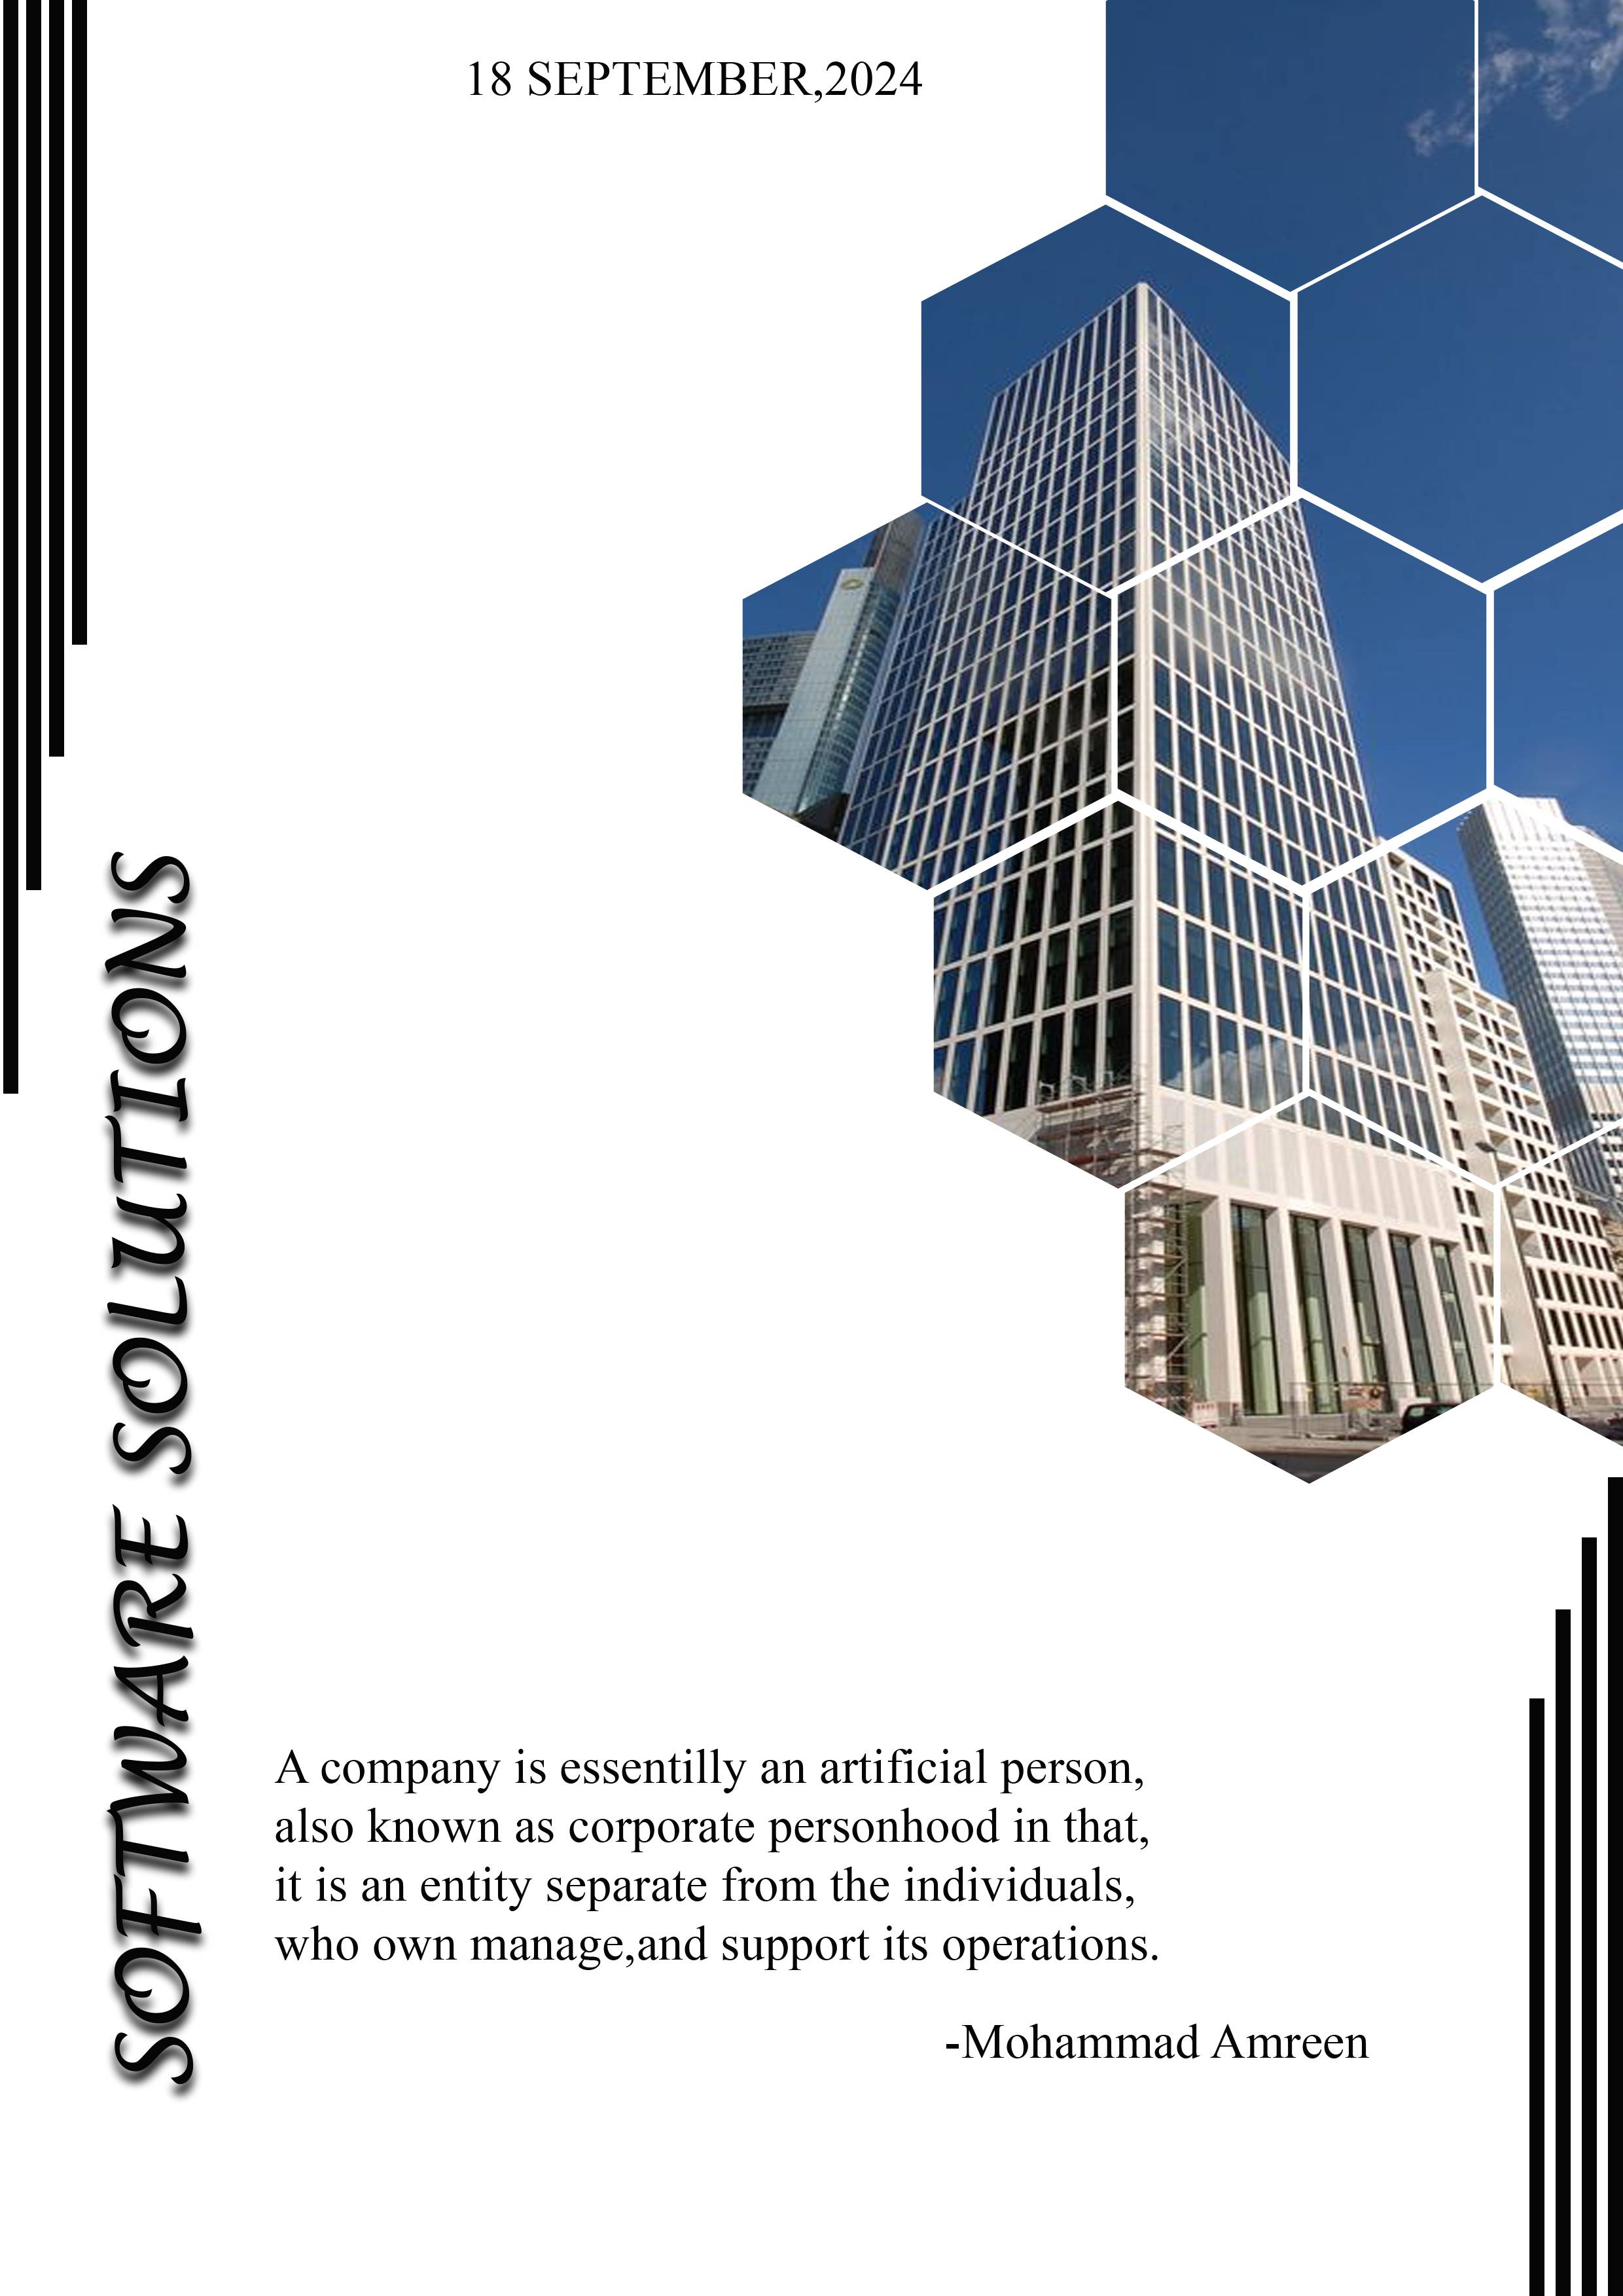 18 SEPTEMBER,2024
SOFTWARE SOLUTIONS
A company is essentilly an artificial person,
also known as corporate personhood in that,
it is an entity separate from the individuals,
who own manage,and support its operations.
-Mohammad Amreen